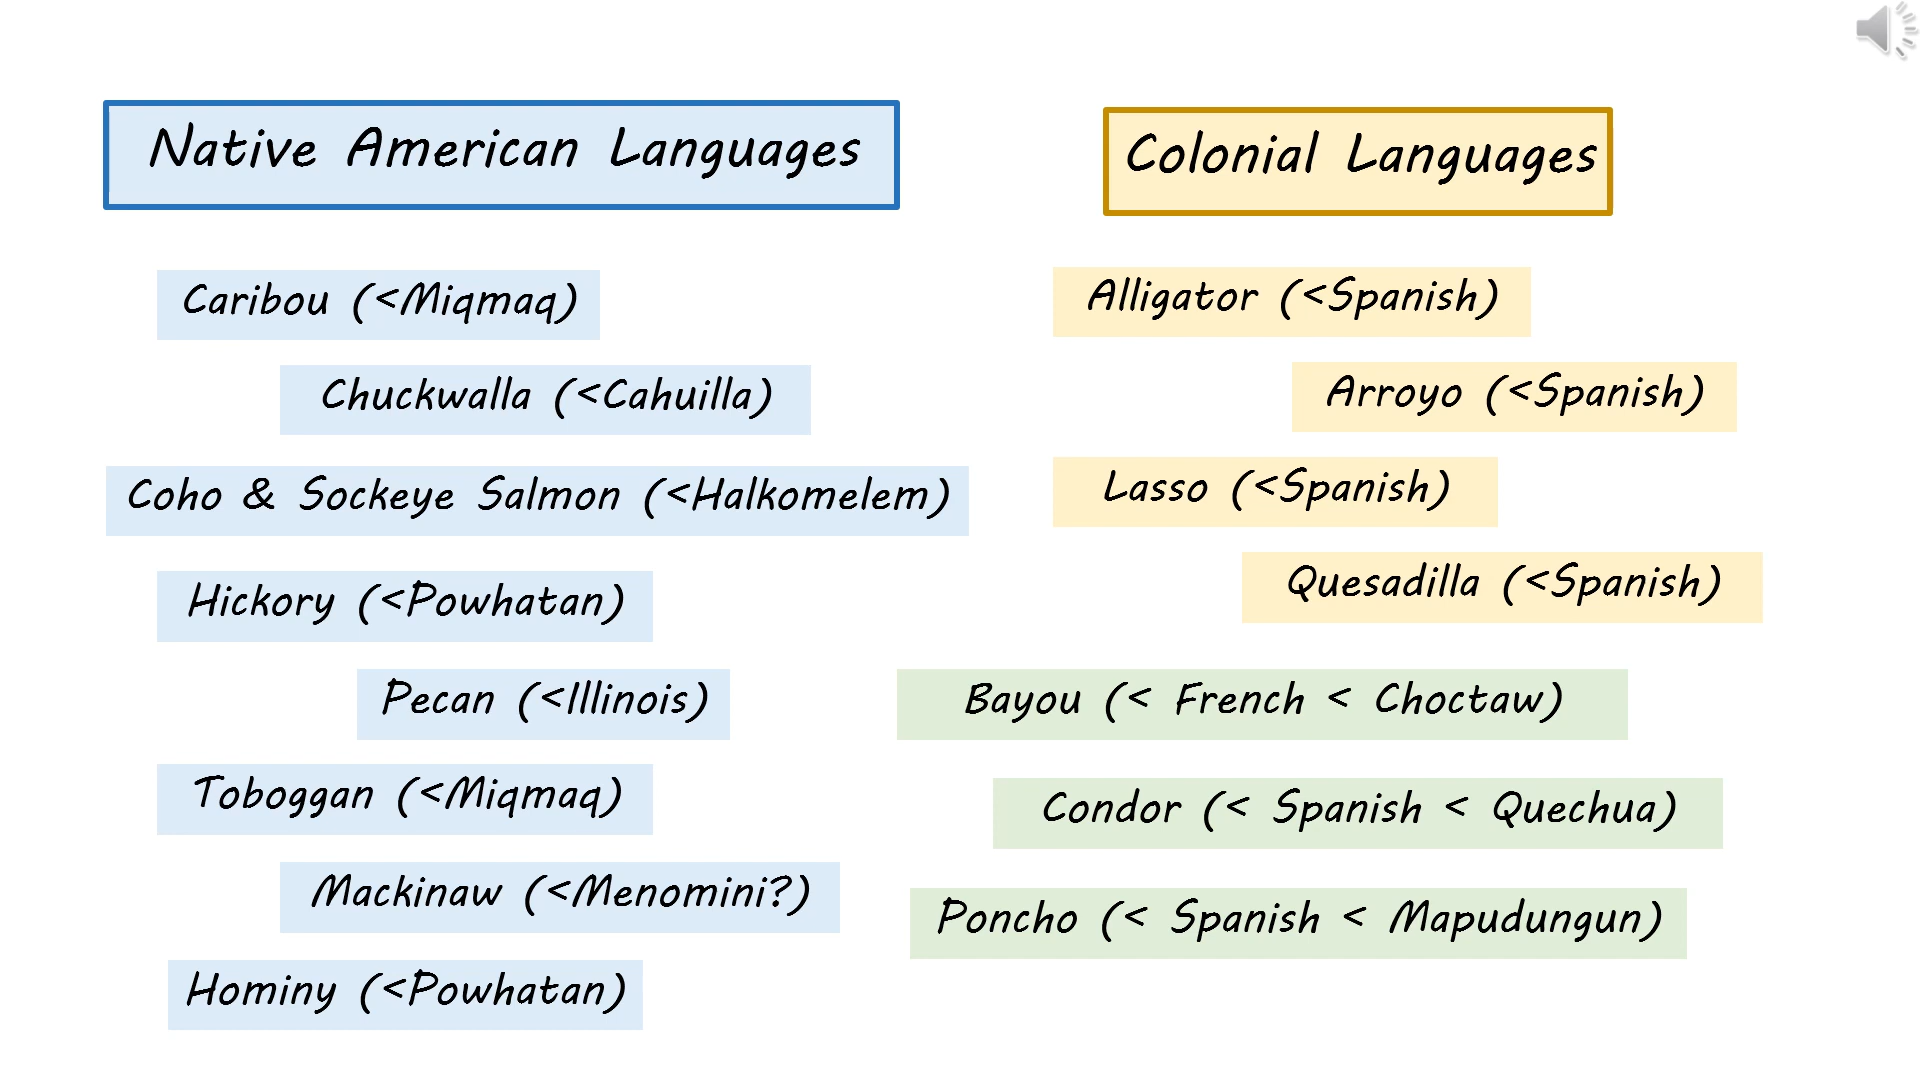 Native American Languages
Caribou (<Miqmaq)
Chuckwalla (<Cahuilla)
Coho & Sockeye Salmon (<Halkomelem)
Hickory (<Powhatan)
Pecan (<Illinois)
Toboggan (<Miqmaq)
Mackinaw (<Menomini?)
Hominy (<Powhatan)
Colonial Languages
Alligator (<Spanish)
Arroyo (<Spanish)
Lasso (<Spanish)
Quesadilla (<Spanish)
Bayou (< French < Choctaw)
Condor (< Spanish < Quechua)
Poncho (< Spanish < Mapudungun)